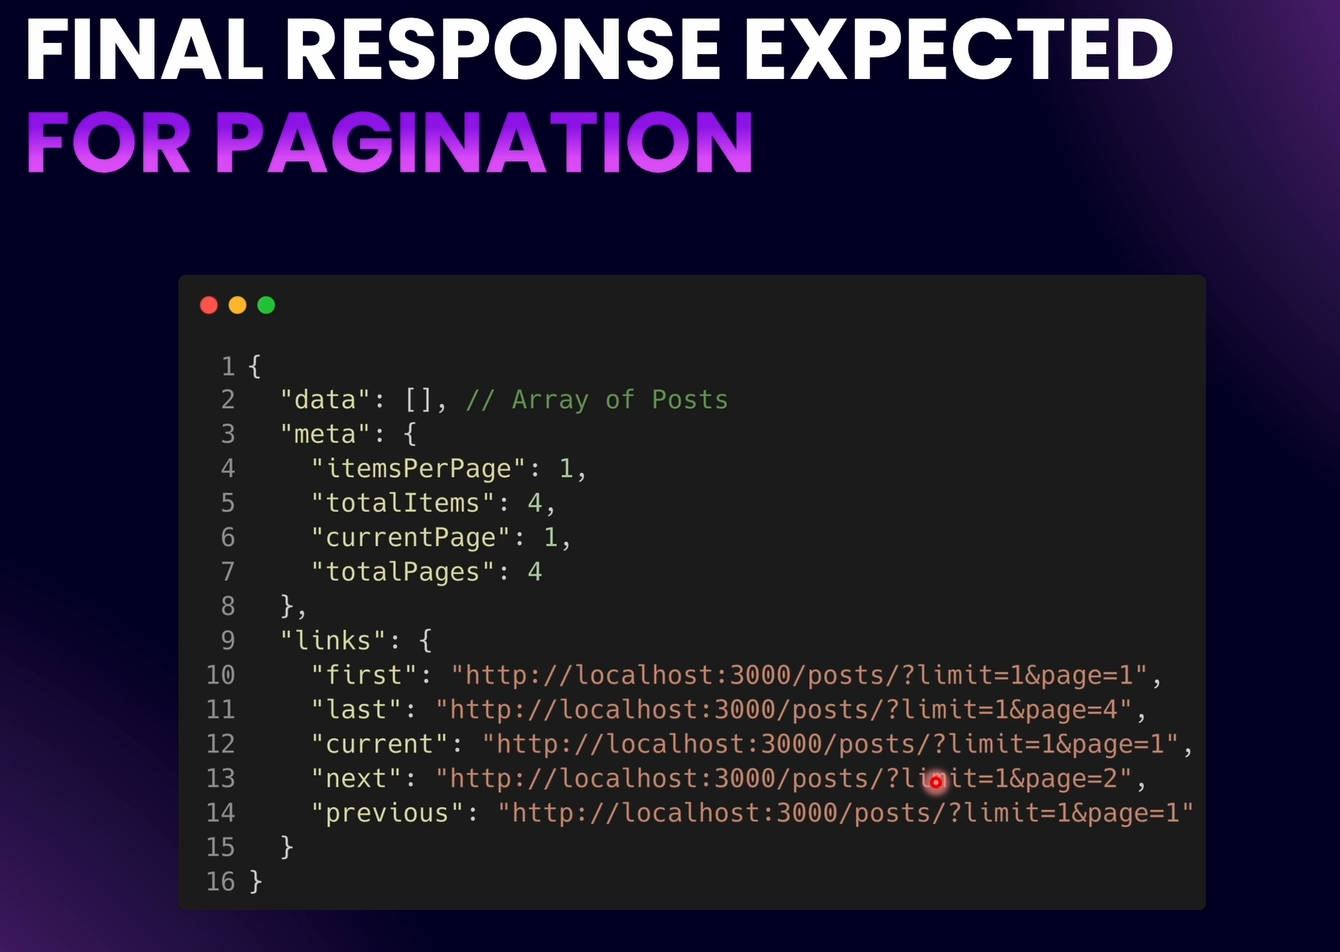 FINAL RESPONSE EXPECTED
FOR PAGINATION
1 {
2   "data": [], // Array of Posts
3   "meta": {
4     "itemsPerPage": 1,
5     "totalItems": 4,
6     "currentPage": 1,
7     "totalPages": 4
8   },
9   "links": {
10     "first": "http://localhost:3000/posts/?limit=1&page=1",
11     "last": "http://localhost:3000/posts/?limit=1&page=4",
12     "current": "http://localhost:3000/posts/?limit=1&page=1",
13     "next": "http://localhost:3000/posts/?limit=1&page=2",
14     "previous": "http://localhost:3000/posts/?limit=1&page=1"
15   }
16 }